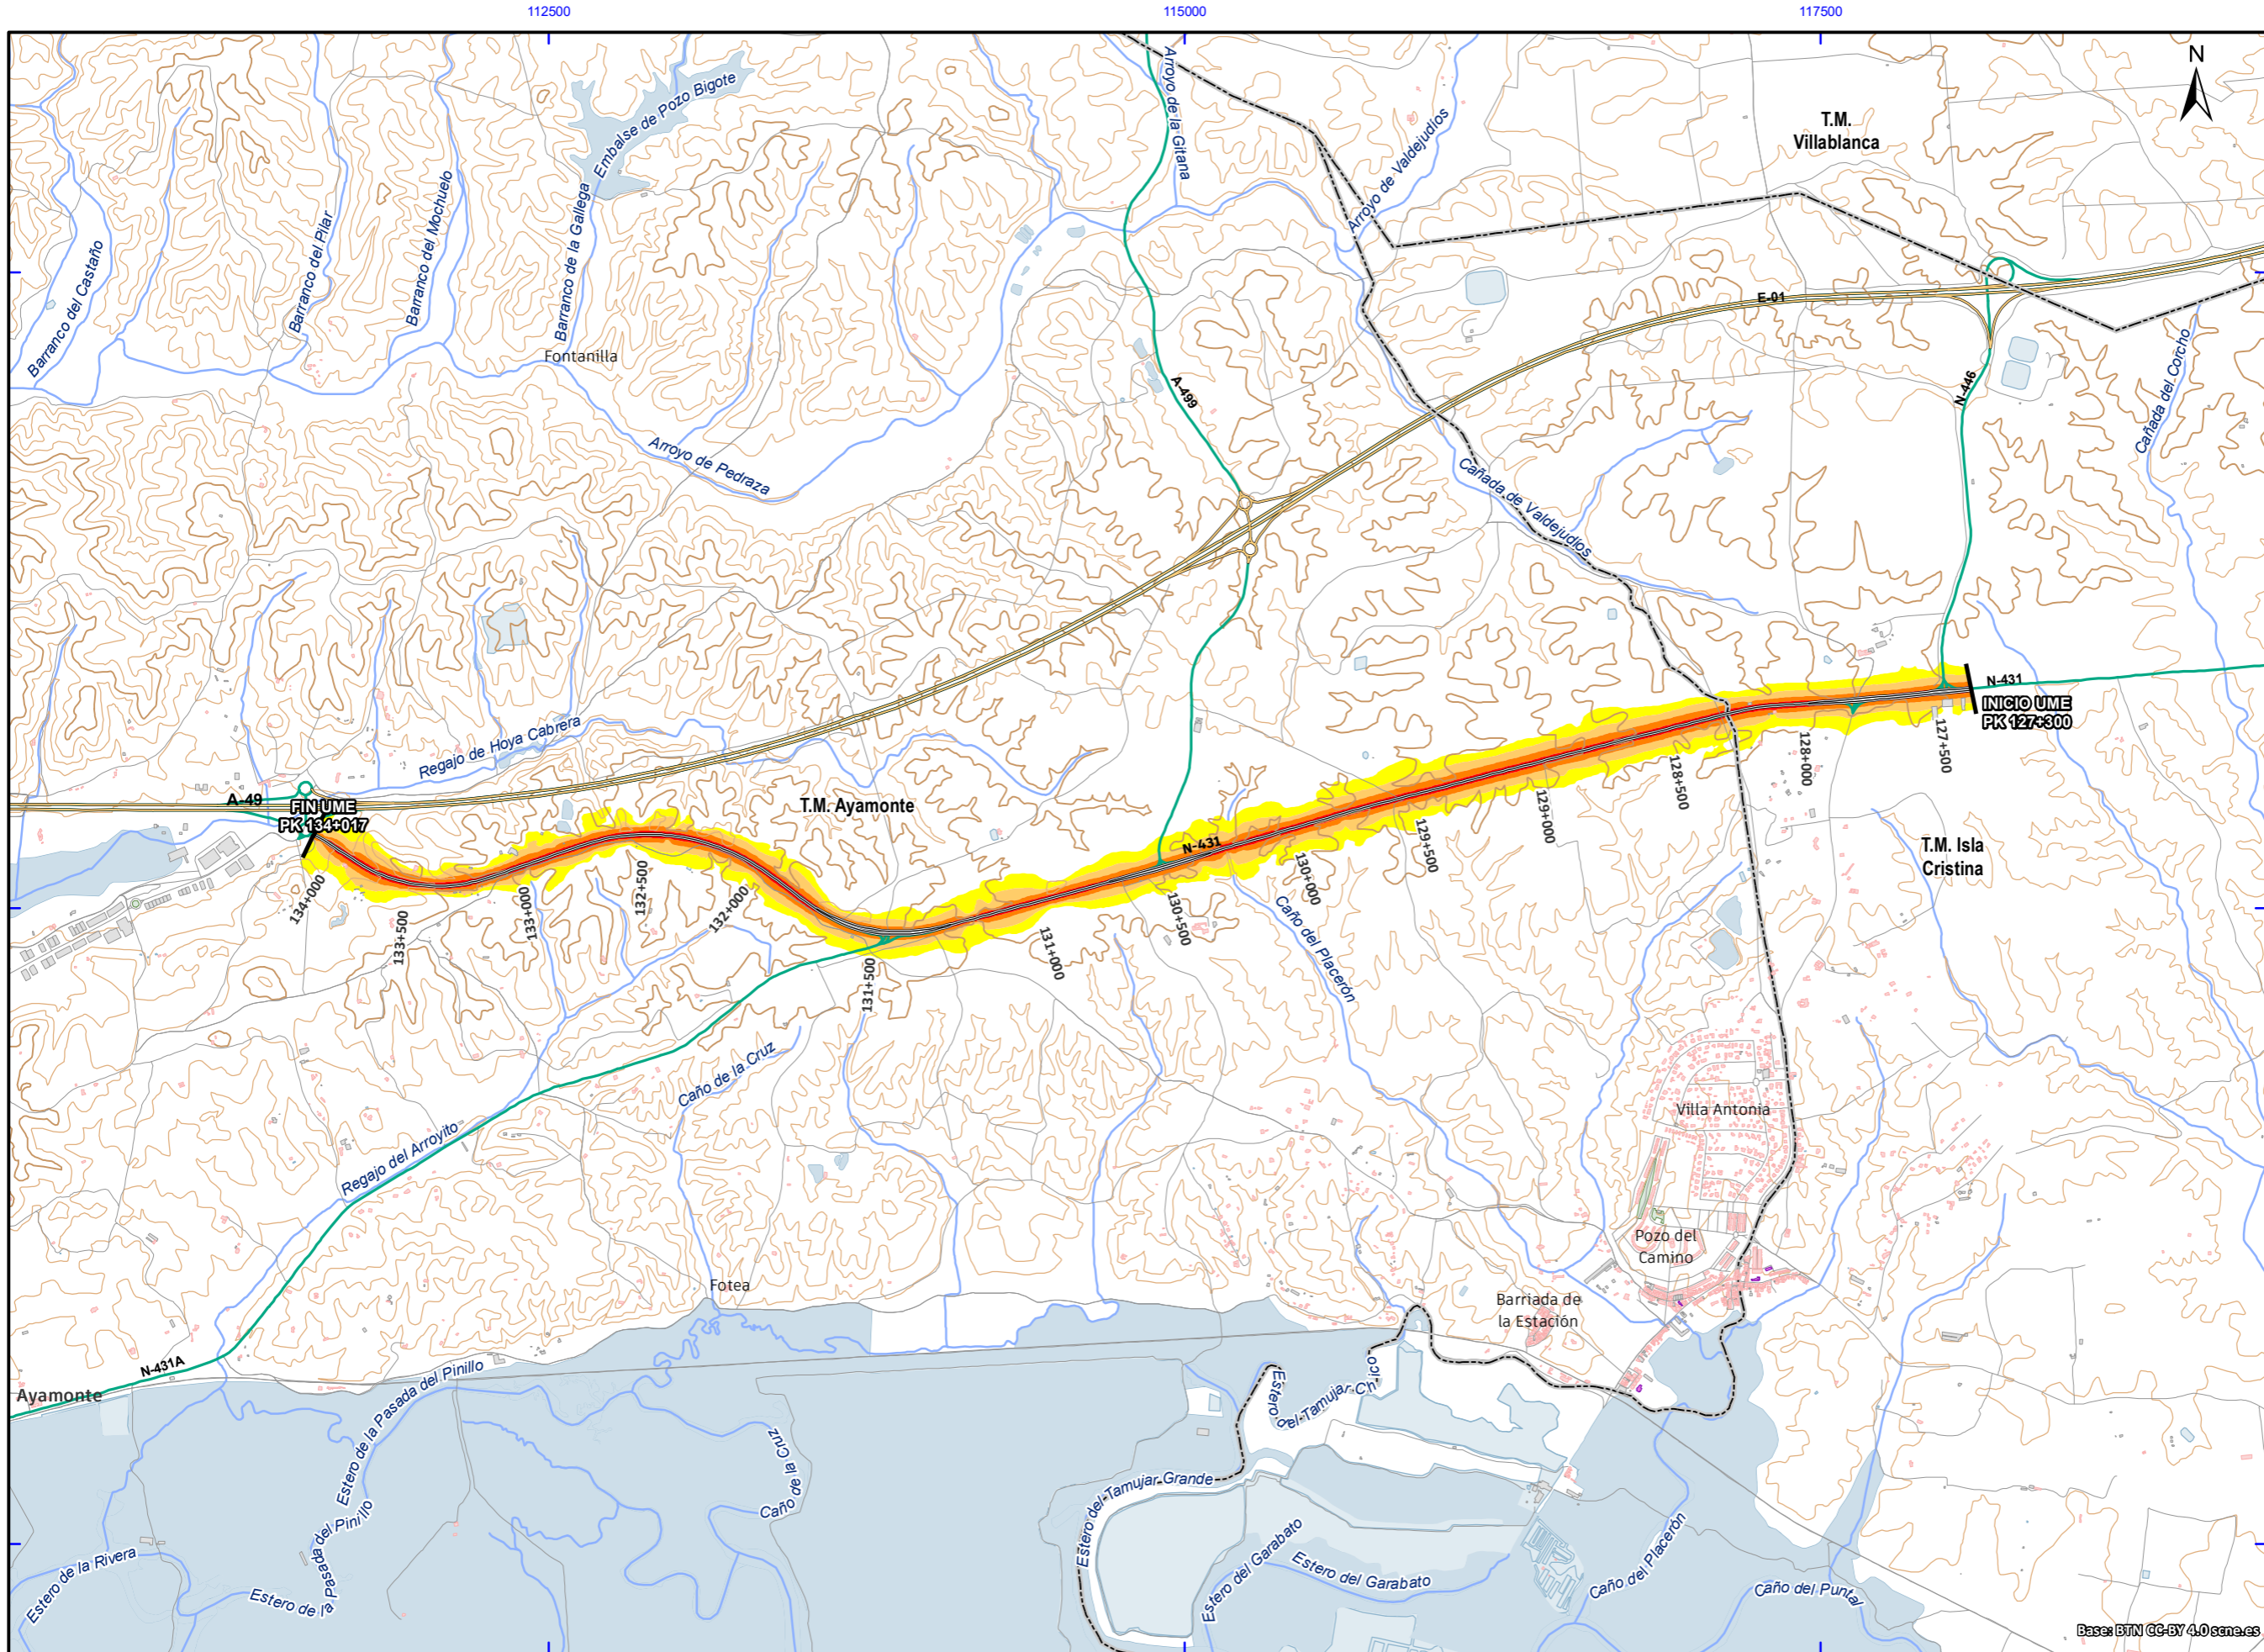 112500
115000
117500
N
T.M.
Villablanca
Embalse de Pozo Bigote
Arroyo de la Gitana
Arroyo de Valdejudios
Barranco del Castaño
Barranco del Pilar
Barranco del Mochuelo
Barranco de la Gallega
Fontanilla
E-01
A-499
N-446
Cañada del Corcho
Arroyo de Pedraza
Cañada de Valdejudios
N-431
INICIO UME
PK 127+300
Regajo de Hoya Cabrera
A-49
FIN UME
PK 134+017
T.M. Ayamonte
N-431
127+500
128+000
128+500
129+000
129+500
130+000
130+500
131+000
131+500
132+000
132+500
133+000
133+500
134+000
T.M. Isla
Cristina
Caño del Placerón
Caño de la Cruz
Regajo del Arroyito
Villa Antonia
Pozo del
Camino
Fotea
Barriada de
la Estación
N-431A
Ayamonte
Estero de la Pasada del Pinillo
Estero del Tamujar Chico
Caño de la Cruz
Estero del Tamujar Grande
Estero de la Rivera
Estero de la Pasada del Pinillo
Estero del Garabato
Estero del Garabato
Caño del Placerón
Caño del Puntal
Base: BTN CC-BY 4.0 scne.es